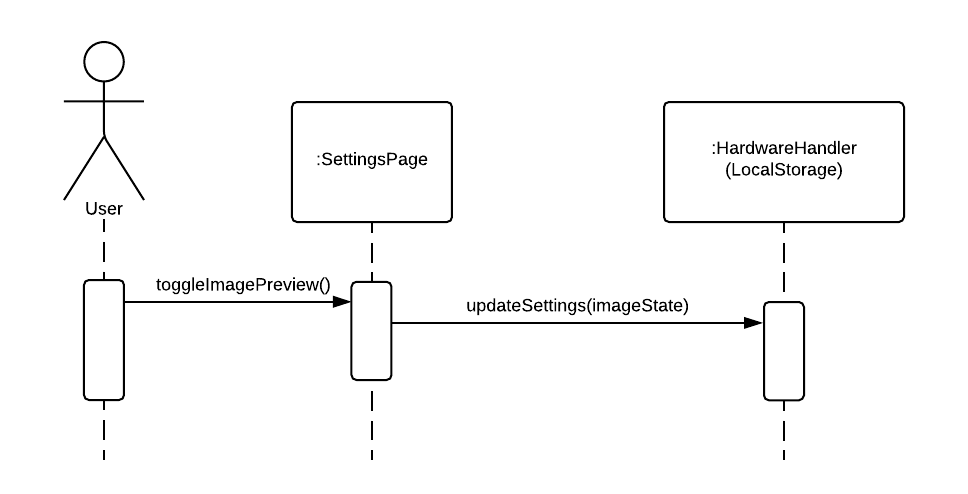 :SettingsPage
:HardwareHandler
(LocalStorage)
User
toggleImagePreview()
updateSettings(imageState)